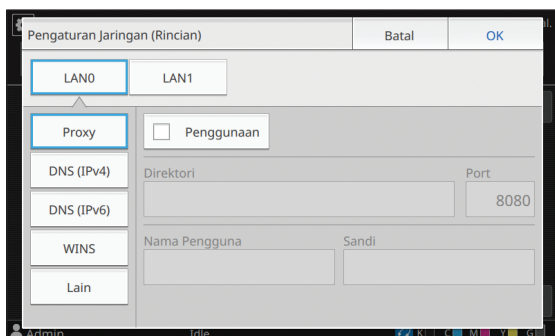 Pengaturan Jaringan (Rincian)
Batal
OK
LAN0
LAN1
Proxy
Penggunaan
DNS (IPv4)
Direktori
Port
8080
DNS (IPv6)
WINS
Nama Pengguna
Sandi
Lain
Admin
Idle
K
C
M
Y
G